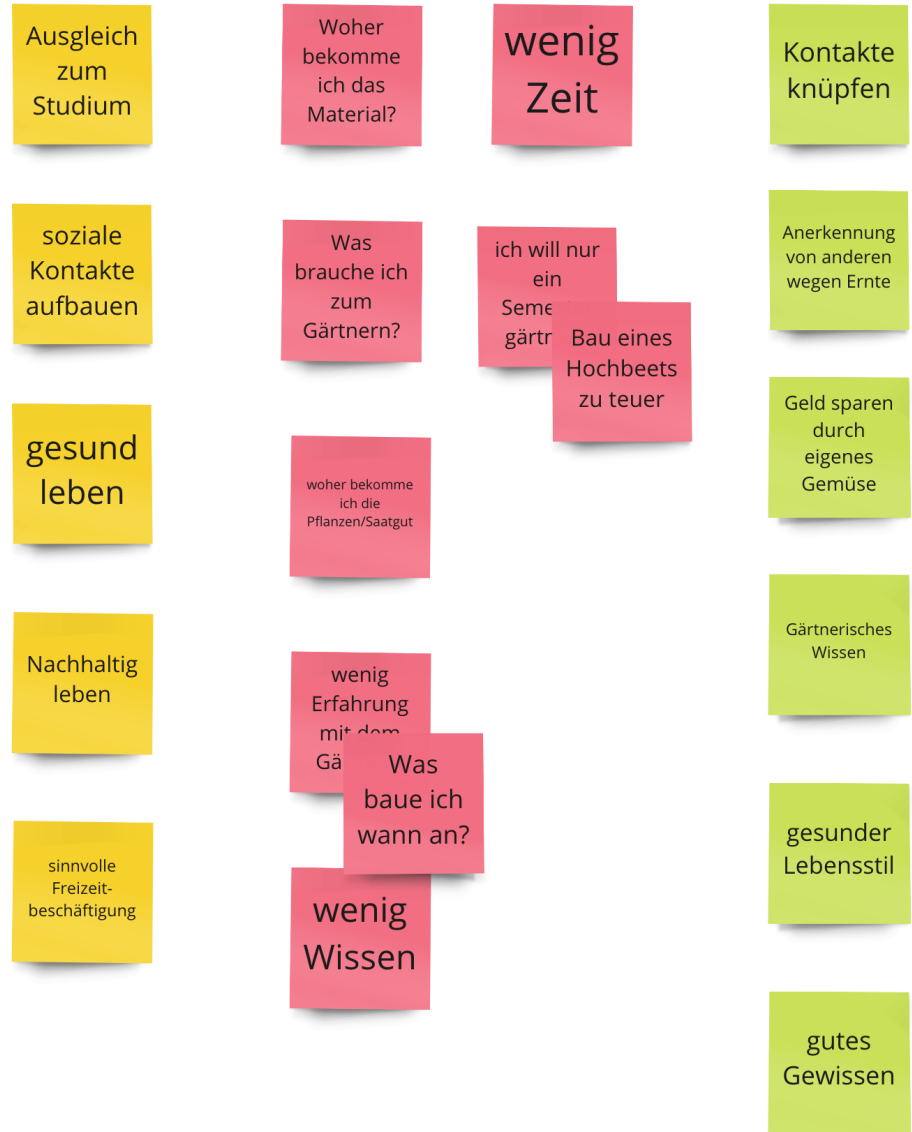 Ausgleich
zum
Studium
soziale
Kontakte
aufbauen
gesund
leben
Nachhaltig
leben
sinnvolle
Freizeit-
beschäftigung
Woher
bekomme
ich das
Material?
Was
brauche ich
zum
Gärtnern?
woher bekomme
ich die
Pflanzen/Saatgut
wenig
Erfahrung
mit dem
Was
baue ich
wann an?
wenig
Wissen
wenig
Zeit
ich will nur
ein
Bau eines
Hochbeets
zu teuer
Kontakte
knüpfen
Anerkennung
von anderen
wegen Ernte
Geld sparen
durch
eigenes
Gemüse
Gärtnerisches
Wissen
gesunder
Lebensstil
gutes
Gewissen